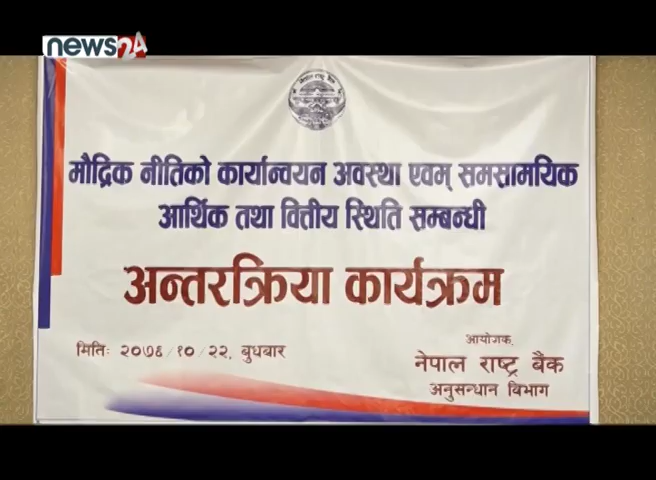 news24
मौद्रिक नीतिको कार्यान्वयन अवस्था एवम् समसामयिक
आर्थिक तथा वित्तीय स्थिति सम्बन्धी
अन्तरक्रिया कार्यक्रम
मितिः २०७६/१०/२२, बुधबार
आयोजक,
नेपाल राष्ट्र बैंक
अनुसन्धान विभाग